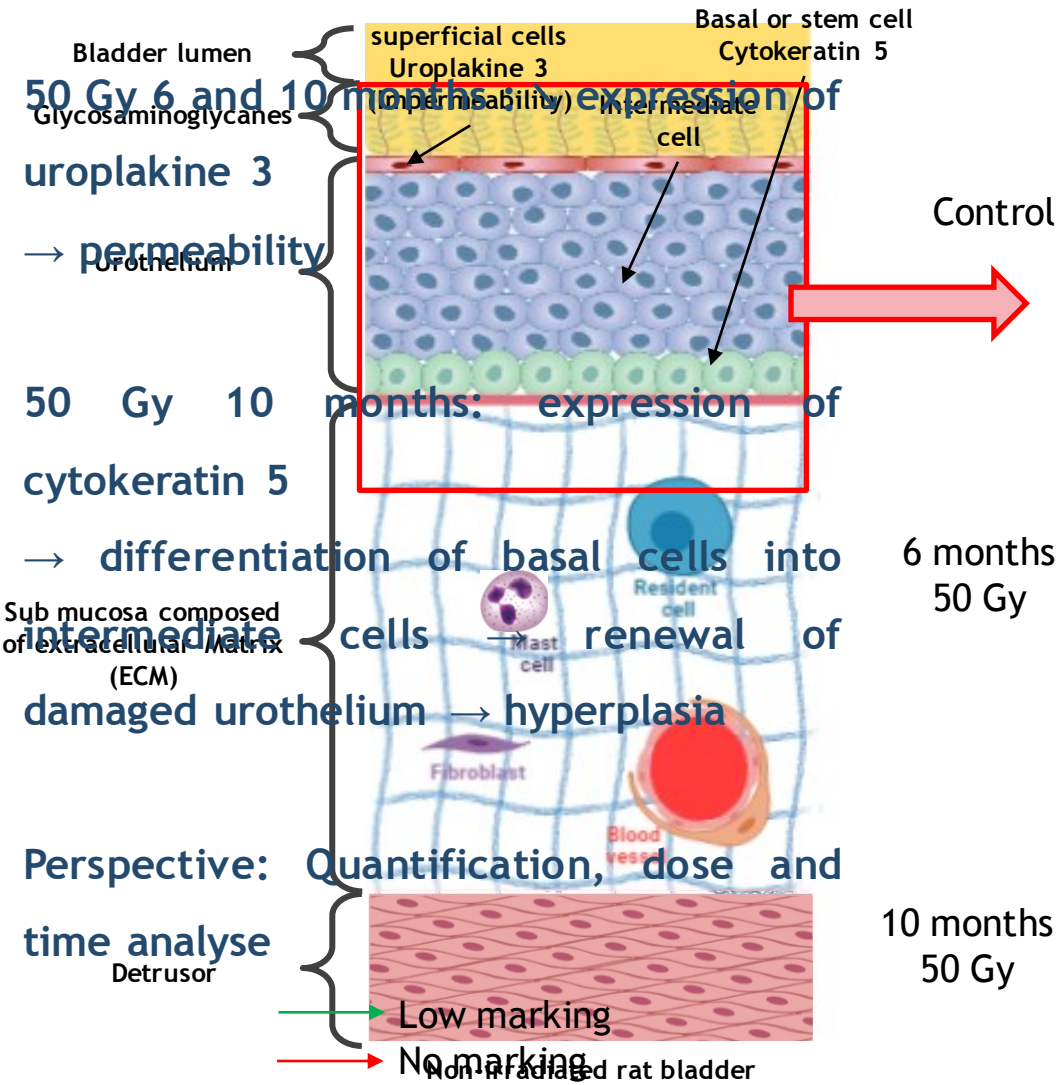 Bladder lumen
Glycosaminoglycanes
Urothelium
Sub mucosa composed
of extracellular Matrix
(ECM)
Detrusor
superficial cells
Uroplakine 3
(impermeability)
Intermediate
cell
Basal or stem cell
Cytokeratin 5
50 Gy 6 and 10 months : ↘ expression of
uroplakine 3
→ permeability
50 Gy 10 months: expression of
cytokeratin 5
→ differentiation of basal cells into
intermediate cells → renewal of
damaged urothelium → hyperplasia
Perspective: Quantification, dose and
time analyse
Resident
cell
Mast
cell
Fibroblast
Blood
vessel
Low marking
No marking
Non-irradiated rat bladder
Control
6 months
50 Gy
10 months
50 Gy